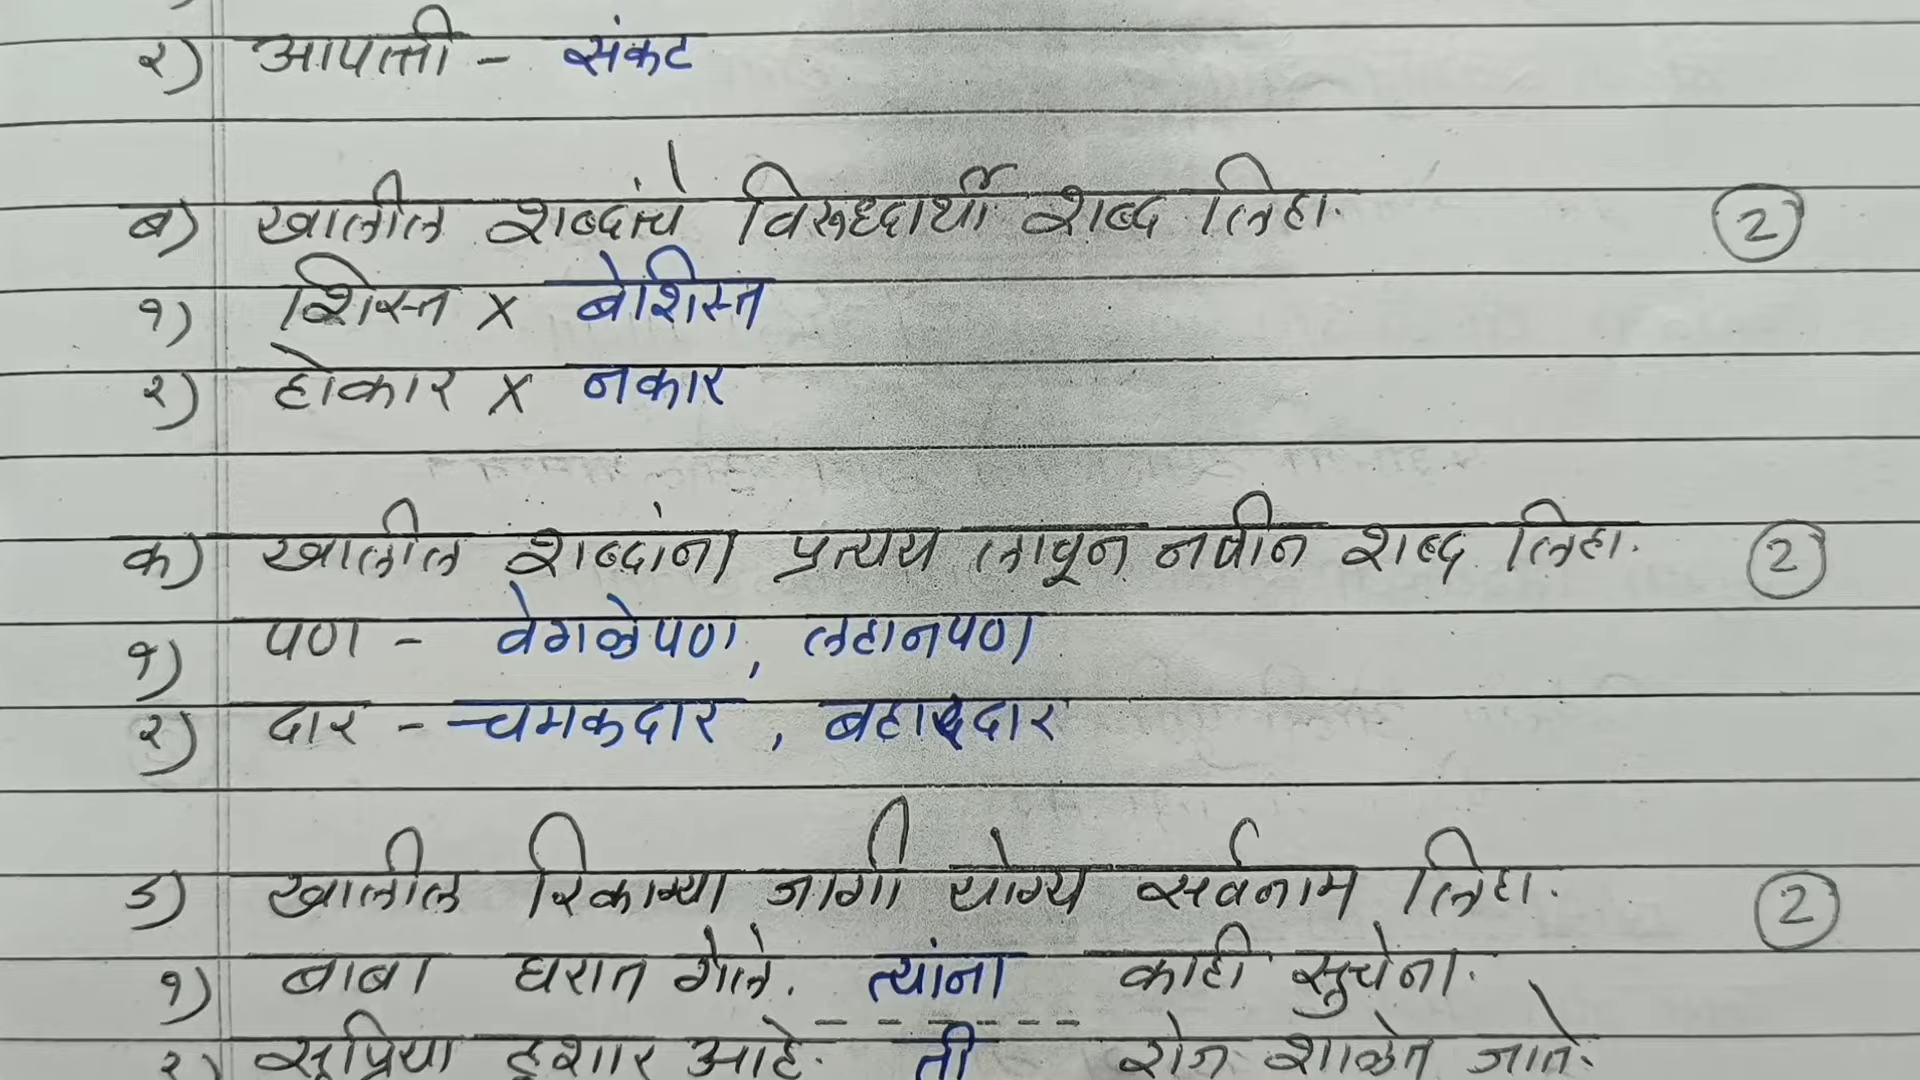 २) आपत्ती - संकट
ब) खालील शब्दांचे विरूध्दार्थी शब्द लिहा. 2
१) शिस्त x बेशिस्त
२) होकार x नकार
क) खालील शब्दांना प्रत्यय लावून नवीन शब्द लिहा. 2
१) पण - वेगळेपण, लहानपण
२) दार - चमकदार, बहारदार
ड) खालील रिकाम्या जागी योग्य सर्वनाम लिहा. 2
१) बाबा घरात गेले. त्यांना काही सुचेना.
२) सुप्रिया हुशार आहे. ती रोज शाळेत जाते.